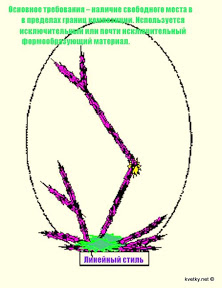 Основное требование – наличие свободного места в
в пределах границ композиции. Используется
исключительный или почти исключительный
формообразующий материал.
Линейный стиль
kvetky.net ©